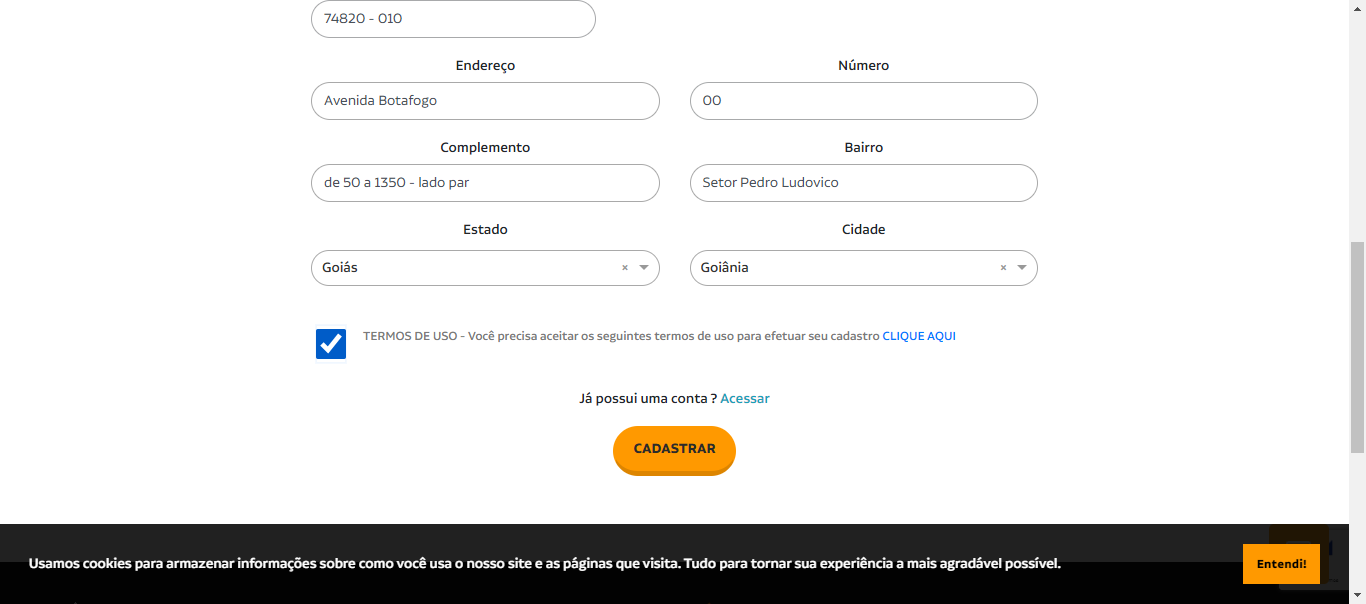 74820 - 010
Endereço
Número
Avenida Botafogo
00
Complemento
Bairro
de 50 a 1350 - lado par
Setor Pedro Ludovico
Estado
Cidade
Goiás ×
Goiânia ×
TERMOS DE USO - Você precisa aceitar os seguintes termos de uso para efetuar seu cadastro CLIQUE AQUI
Já possui uma conta ? Acessar
CADASTRAR
Usamos cookies para armazenar informações sobre como você usa o nosso site e as páginas que visita. Tudo para tornar sua experiência a mais agradável possível.
Entendi!